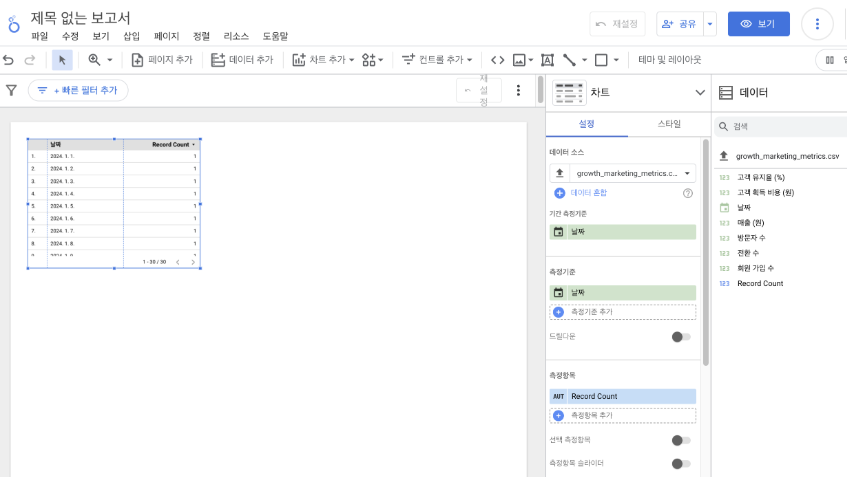 제목 없는 보고서
파일 수정 보기 삽입 페이지 정렬 리소스 도움말
재설정 공유 보기
페이지 추가 데이터 추가 차트 추가 컨트롤 추가 테마 및 레이아웃
+ 빠른 필터 추가 재설정
차트
데이터
설정 스타일
검색
데이터 소스
growth_marketing_metrics.c...
데이터 혼합
기간 측정기준
날짜
측정기준
날짜
측정기준 추가
드릴다운
측정항목
AUT Record Count
측정항목 추가
선택 측정항목
측정항목 슬라이더
growth_marketing_metrics.csv
123 고객 유지율 (%)
123 고객 획득 비용 (원)
날짜
123 매출 (원)
123 방문자 수
123 전환 수
123 회원 가입 수
123 Record Count
날짜 Record Count
1. 2024. 1. 1. 1
2. 2024. 1. 2. 1
3. 2024. 1. 3. 1
4. 2024. 1. 4. 1
5. 2024. 1. 5. 1
6. 2024. 1. 6. 1
7. 2024. 1. 7. 1
8. 2024. 1. 8. 1
1 - 30 / 30